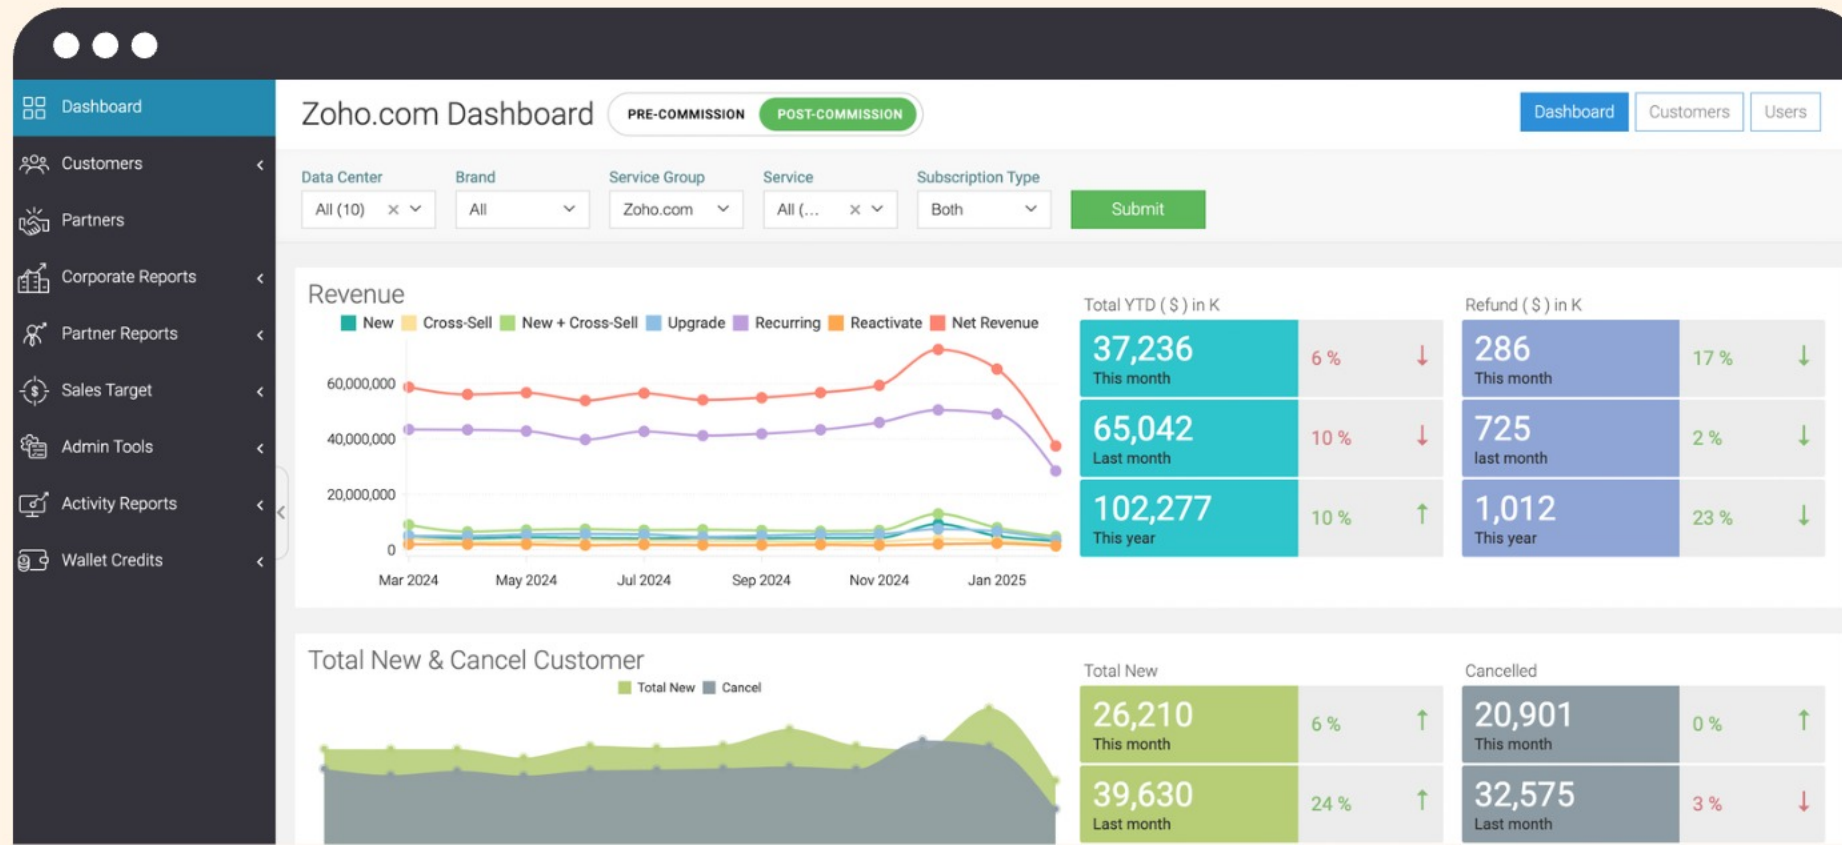 Dashboard
Customers
Partners
Corporate Reports
Partner Reports
Sales Target
Admin Tools
Activity Reports
Wallet Credits
Zoho.com Dashboard
PRE-COMMISSION POST-COMMISSION
Dashboard Customers Users
Data Center Brand Service Group Service Subscription Type
All (10) All Zoho.com All (... Both Submit
Revenue
New Cross-Sell New + Cross-Sell Upgrade Recurring Reactivate Net Revenue
60,000,000
40,000,000
20,000,000
0
Mar 2024 May 2024 Jul 2024 Sep 2024 Nov 2024 Jan 2025
Total YTD ( $ ) in K
37,236 6 % ↓
This month
65,042 10 % ↓
Last month
102,277 10 % ↑
This year
Refund ( $ ) in K
286 17 % ↓
This month
725 2 % ↓
last month
1,012 23 % ↓
This year
Total New & Cancel Customer
Total New Cancel
Total New
26,210 6 % ↑
This month
39,630 24 % ↑
Last month
Cancelled
20,901 0 % ↑
This month
32,575 3 % ↓
Last month